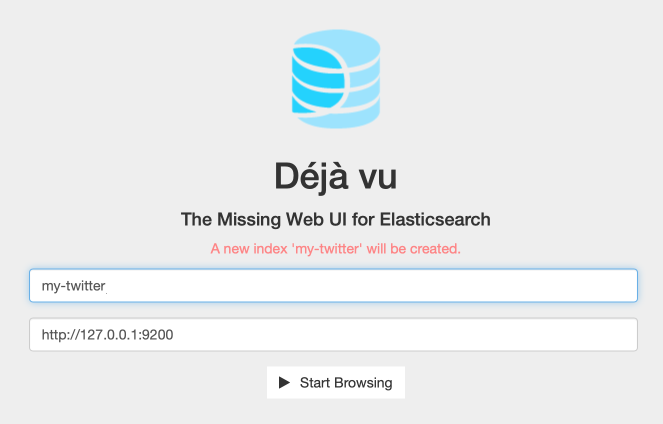 Déjà vu
The Missing Web UI for Elasticsearch
A new index 'my-twitter' will be created.
my-twitter
http://127.0.0.1:9200
Start Browsing